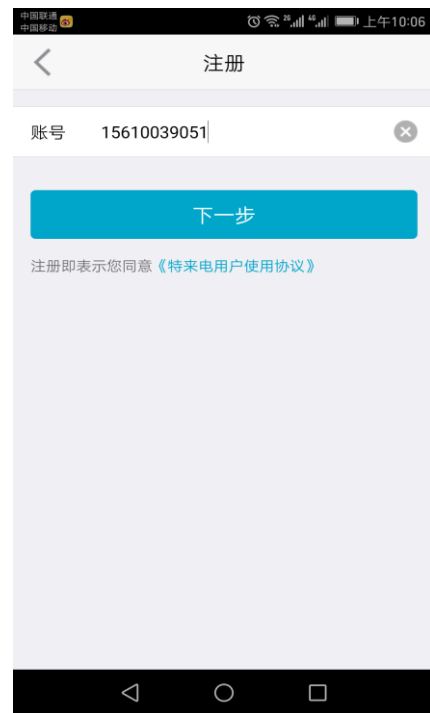 中国联通
中国移动
2G 4G 上午10:06
注册
账号 15610039051
下一步
注册即表示您同意《特来电用户使用协议》